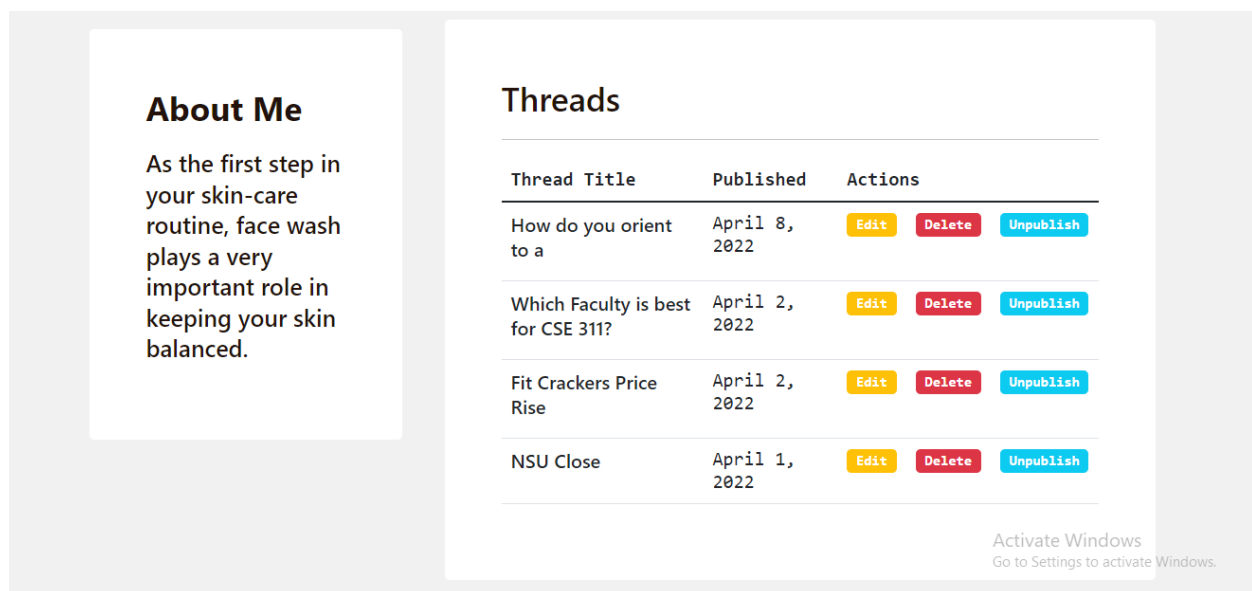 About Me
As the first step in
your skin-care
routine, face wash
plays a very
important role in
keeping your skin
balanced.
Threads
Thread Title Published Actions
How do you orient to a April 8, 2022 Edit Delete Unpublish
Which Faculty is best for CSE 311? April 2, 2022 Edit Delete Unpublish
Fit Crackers Price Rise April 2, 2022 Edit Delete Unpublish
NSU Close April 1, 2022 Edit Delete Unpublish
Activate Windows
Go to Settings to activate Windows.